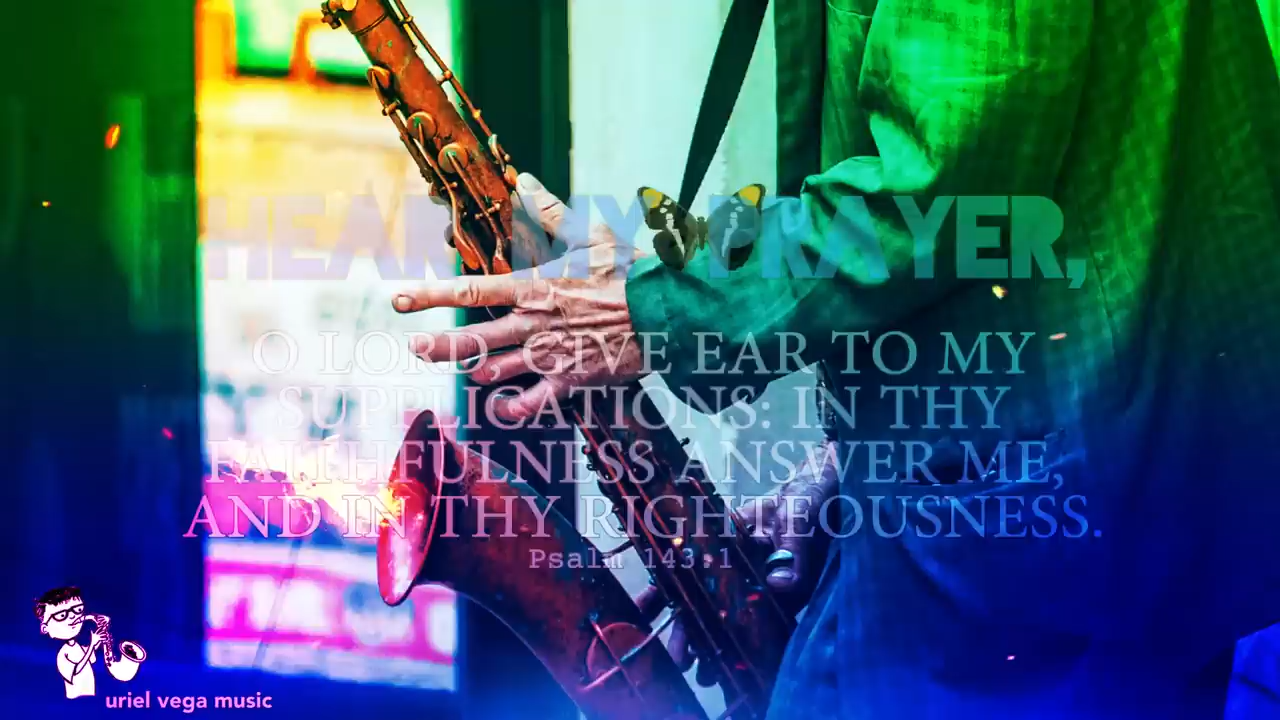 HEAR MY PRAYER,
O LORD, GIVE EAR TO MY
SUPPLICATIONS: IN THY
FAITHFULNESS ANSWER ME,
AND IN THY RIGHTEOUSNESS.
Psalm 143:1
uriel vega music